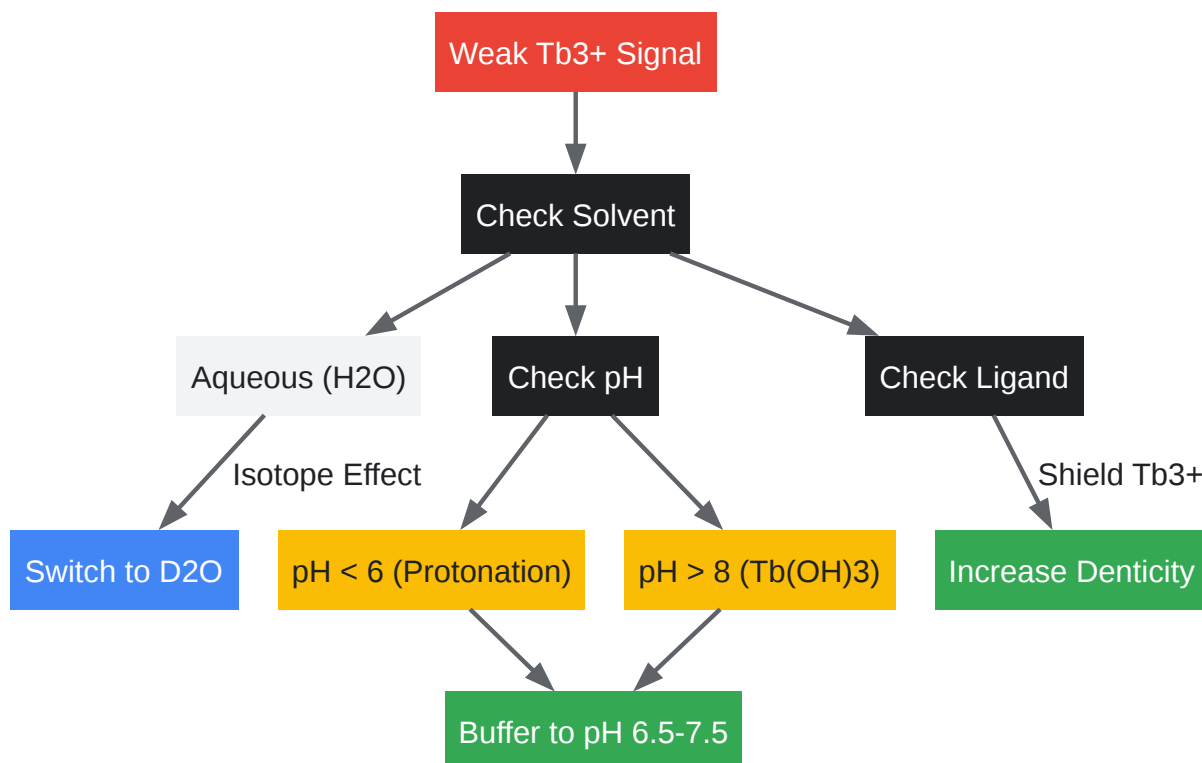 Weak Tb3+ Signal
Check Solvent
Aqueous (H2O)
Check pH
Check Ligand
Isotope Effect
Shield Tb3+
Switch to D2O
pH < 6 (Protonation)
pH > 8 (Tb(OH)3)
Increase Denticity
Buffer to pH 6.5-7.5